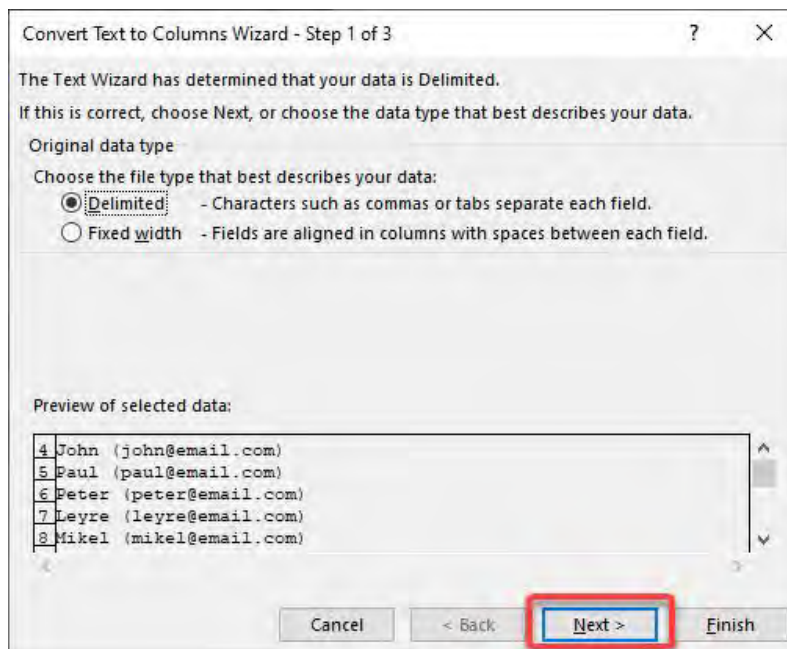 Convert Text to Columns Wizard - Step 1 of 3 ? ×
The Text Wizard has determined that your data is Delimited.
If this is correct, choose Next, or choose the data type that best describes your data.
Original data type
Choose the file type that best describes your data:
Delimited - Characters such as commas or tabs separate each field.
Fixed width - Fields are aligned in columns with spaces between each field.
Preview of selected data:
4 John (john@email.com)
5 Paul (paul@email.com)
6 Peter (peter@email.com)
7 Leyre (leyre@email.com)
8 Mikel (mikel@email.com)
Cancel < Back Next > Finish